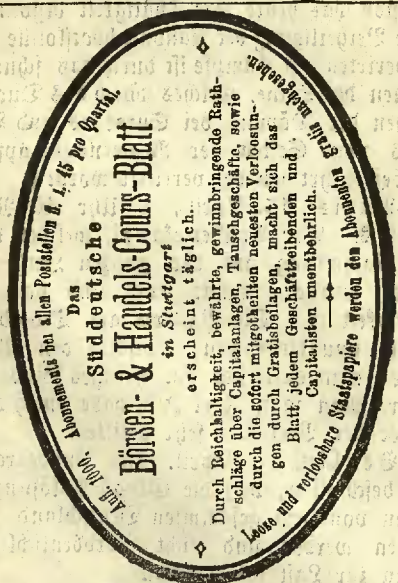 Aufl. 1000. Abonnements bei allen Poststellen fl. 1. 45 pro Quartal.
Das
Süddeutsche
Börsen- & Handels-Cours-Blatt
in Stuttgart
erscheint täglich.
Durch Reichhaltigkeit, bewährte, gewinnbringende Rath-
schläge über Capitalanlagen, Tauschgeschäfte, sowie
durch die sofort mitgetheilten neuesten Verloosun-
gen durch Gratisbeilagen, macht sich das
Blatt jedem Geschäfttreibenden und
Capitalisten unentbehrlich.
Loose und verloosbare Staatspapiere werden den Abonnenten gratis nachgesehen.